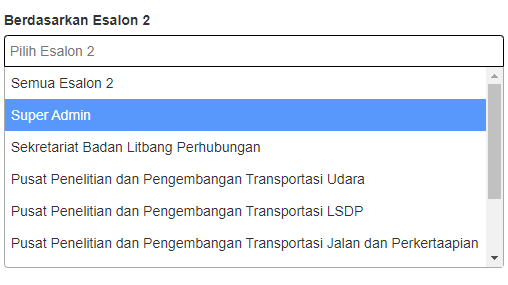 Berdasarkan Esalon 2
Pilih Esalon 2
Semua Esalon 2
Super Admin
Sekretariat Badan Litbang Perhubungan
Pusat Penelitian dan Pengembangan Transportasi Udara
Pusat Penelitian dan Pengembangan Transportasi LSDP
Pusat Penelitian dan Pengembangan Transportasi Jalan dan Perkertaapian